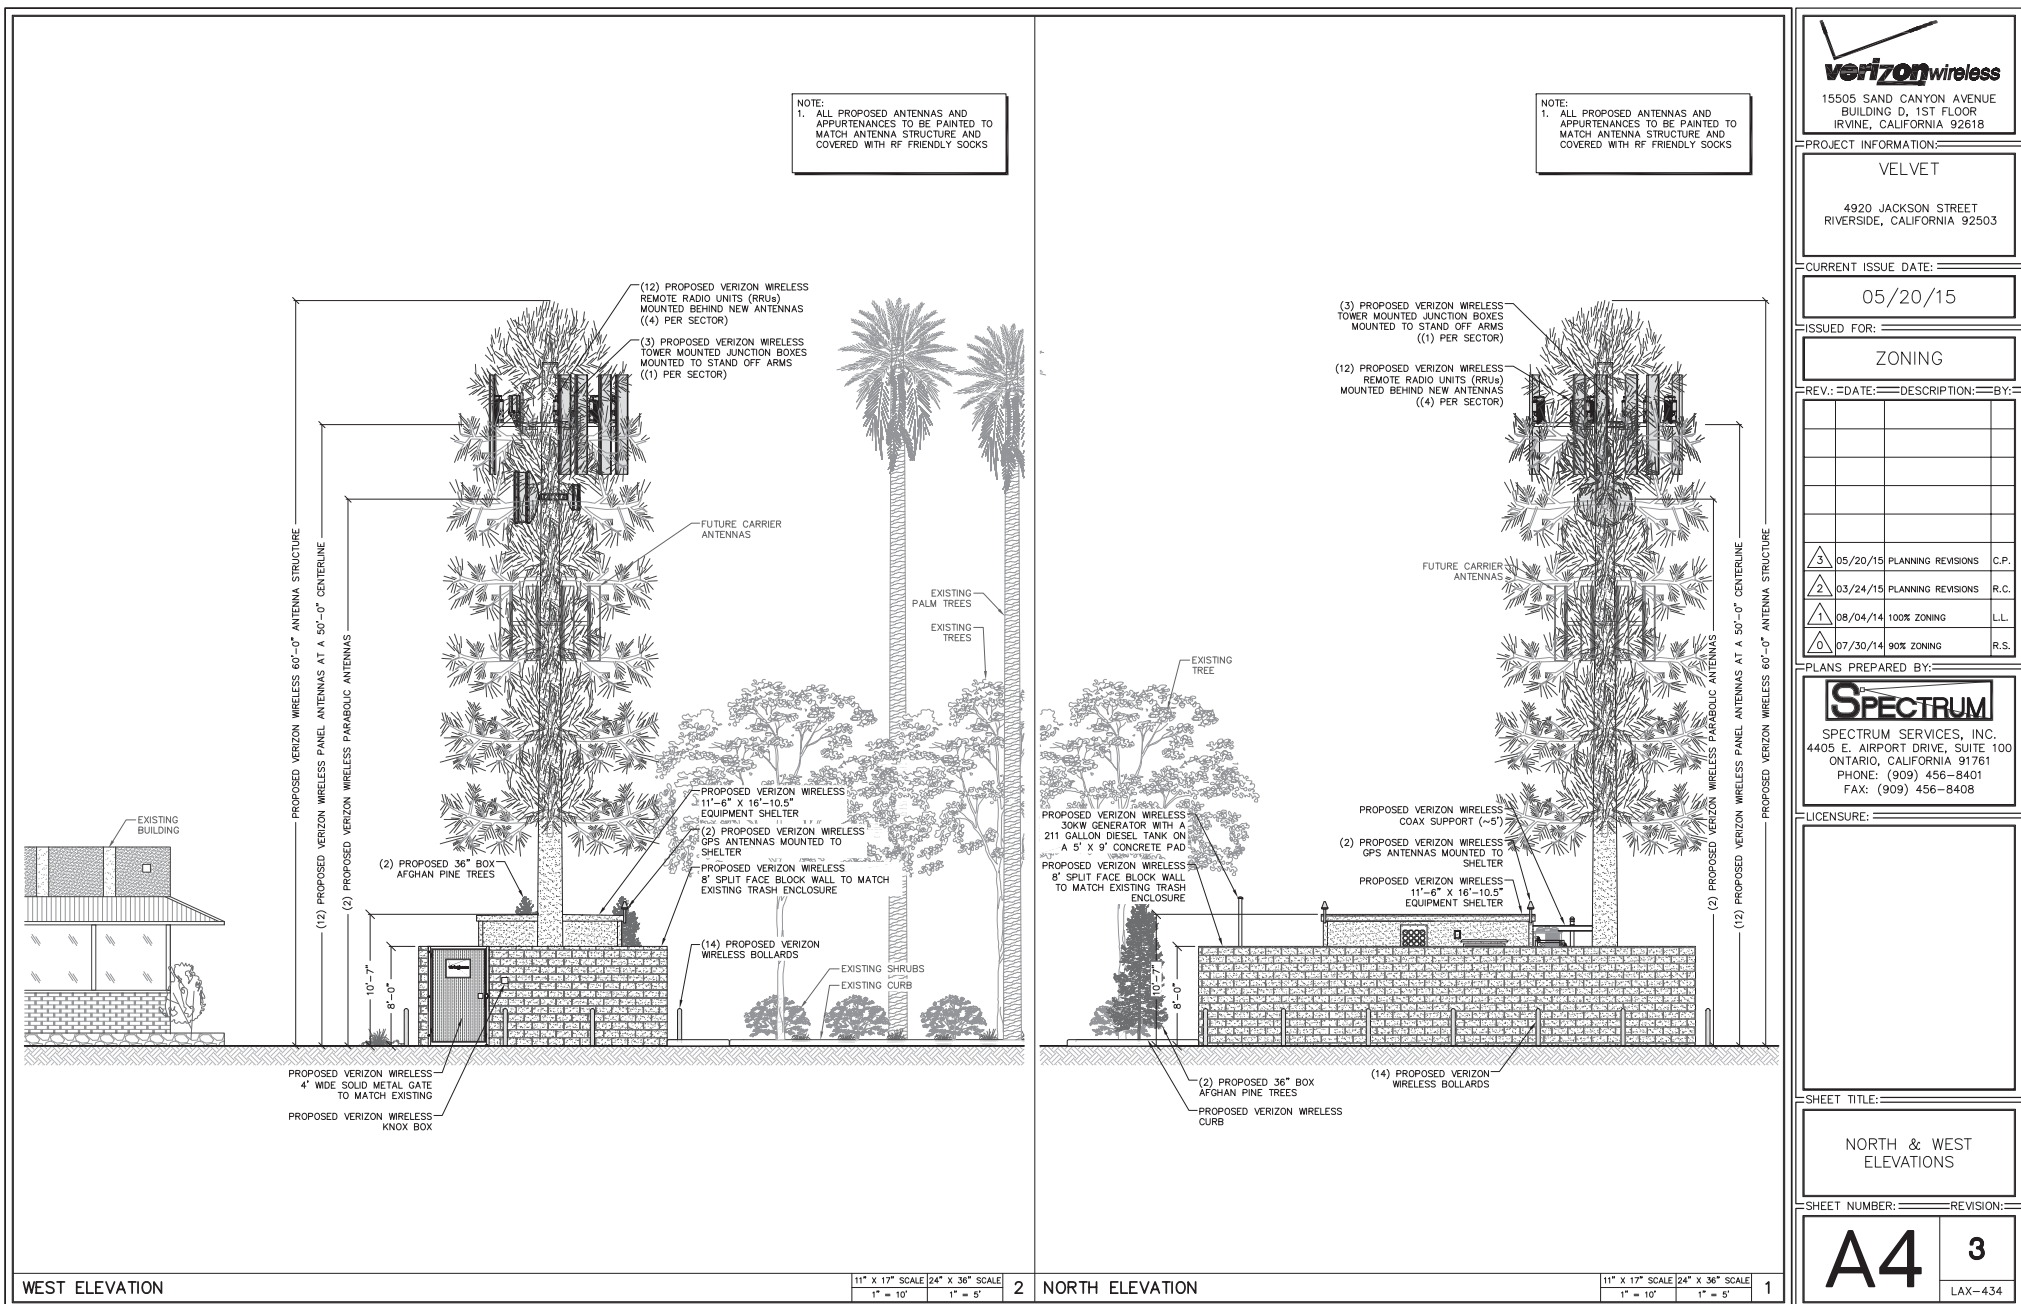 NOTE:
1. ALL PROPOSED ANTENNAS AND
APPURTENANCES TO BE PAINTED TO
MATCH ANTENNA STRUCTURE AND
COVERED WITH RF FRIENDLY SOCKS
(12) PROPOSED VERIZON WIRELESS
REMOTE RADIO UNITS (RRUs)
MOUNTED BEHIND NEW ANTENNAS
((4) PER SECTOR)
(3) PROPOSED VERIZON WIRELESS
TOWER MOUNTED JUNCTION BOXES
MOUNTED TO STAND OFF ARMS
((1) PER SECTOR)
FUTURE CARRIER
ANTENNAS
EXISTING
PALM TREES
EXISTING
TREES
PROPOSED VERIZON WIRELESS 60'-0" ANTENNA STRUCTURE
(12) PROPOSED VERIZON WIRELESS PANEL ANTENNAS AT A 50'-0" CENTERLINE
(2) PROPOSED VERIZON WIRELESS PARABOLIC ANTENNAS
EXISTING
BUILDING
PROPOSED VERIZON WIRELESS
11'-6" X 16'-10.5"
EQUIPMENT SHELTER
(2) PROPOSED VERIZON WIRELESS
GPS ANTENNAS MOUNTED TO
SHELTER
PROPOSED VERIZON WIRELESS
8' SPLIT FACE BLOCK WALL TO MATCH
EXISTING TRASH ENCLOSURE
(2) PROPOSED 36" BOX
AFGHAN PINE TREES
(14) PROPOSED VERIZON
WIRELESS BOLLARDS
EXISTING SHRUBS
EXISTING CURB
10'-7"
8'-0"
PROPOSED VERIZON WIRELESS
4' WIDE SOLID METAL GATE
TO MATCH EXISTING
PROPOSED VERIZON WIRELESS
KNOX BOX
WEST ELEVATION
11" X 17" SCALE
1" = 10'
24" X 36" SCALE
1" = 5'
2
NOTE:
1. ALL PROPOSED ANTENNAS AND
APPURTENANCES TO BE PAINTED TO
MATCH ANTENNA STRUCTURE AND
COVERED WITH RF FRIENDLY SOCKS
(3) PROPOSED VERIZON WIRELESS
TOWER MOUNTED JUNCTION BOXES
MOUNTED TO STAND OFF ARMS
((1) PER SECTOR)
(12) PROPOSED VERIZON WIRELESS
REMOTE RADIO UNITS (RRUs)
MOUNTED BEHIND NEW ANTENNAS
((4) PER SECTOR)
FUTURE CARRIER
ANTENNAS
EXISTING
TREE
PROPOSED VERIZON WIRELESS
30KW GENERATOR WITH A
211 GALLON DIESEL TANK ON
A 5' X 9' CONCRETE PAD
PROPOSED VERIZON WIRELESS
8' SPLIT FACE BLOCK WALL
TO MATCH EXISTING TRASH
ENCLOSURE
PROPOSED VERIZON WIRELESS
COAX SUPPORT (~5')
(2) PROPOSED VERIZON WIRELESS
GPS ANTENNAS MOUNTED TO
SHELTER
PROPOSED VERIZON WIRELESS
11'-6" X 16'-10.5"
EQUIPMENT SHELTER
(2) PROPOSED VERIZON WIRELESS PARABOLIC ANTENNAS
(12) PROPOSED VERIZON WIRELESS PANEL ANTENNAS AT A 50'-0" CENTERLINE
PROPOSED VERIZON WIRELESS 60'-0" ANTENNA STRUCTURE
10'-7"
8'-0"
(2) PROPOSED 36" BOX
AFGHAN PINE TREES
PROPOSED VERIZON WIRELESS
CURB
(14) PROPOSED VERIZON
WIRELESS BOLLARDS
NORTH ELEVATION
11" X 17" SCALE
1" = 10'
24" X 36" SCALE
1" = 5'
1
verizonwireless
15505 SAND CANYON AVENUE
BUILDING D, 1ST FLOOR
IRVINE, CALIFORNIA 92618
PROJECT INFORMATION:
VELVET
4920 JACKSON STREET
RIVERSIDE, CALIFORNIA 92503
CURRENT ISSUE DATE:
05/20/15
ISSUED FOR:
ZONING
REV.: DATE: DESCRIPTION: BY:
3 05/20/15 PLANNING REVISIONS C.P.
2 03/24/15 PLANNING REVISIONS R.C.
1 08/04/14 100% ZONING L.L.
0 07/30/14 90% ZONING R.S.
PLANS PREPARED BY:
SPECTRUM
SPECTRUM SERVICES, INC.
4405 E. AIRPORT DRIVE, SUITE 100
ONTARIO, CALIFORNIA 91761
PHONE: (909) 456-8401
FAX: (909) 456-8408
LICENSURE:
SHEET TITLE:
NORTH & WEST
ELEVATIONS
SHEET NUMBER: REVISION:
A4
3
LAX-434